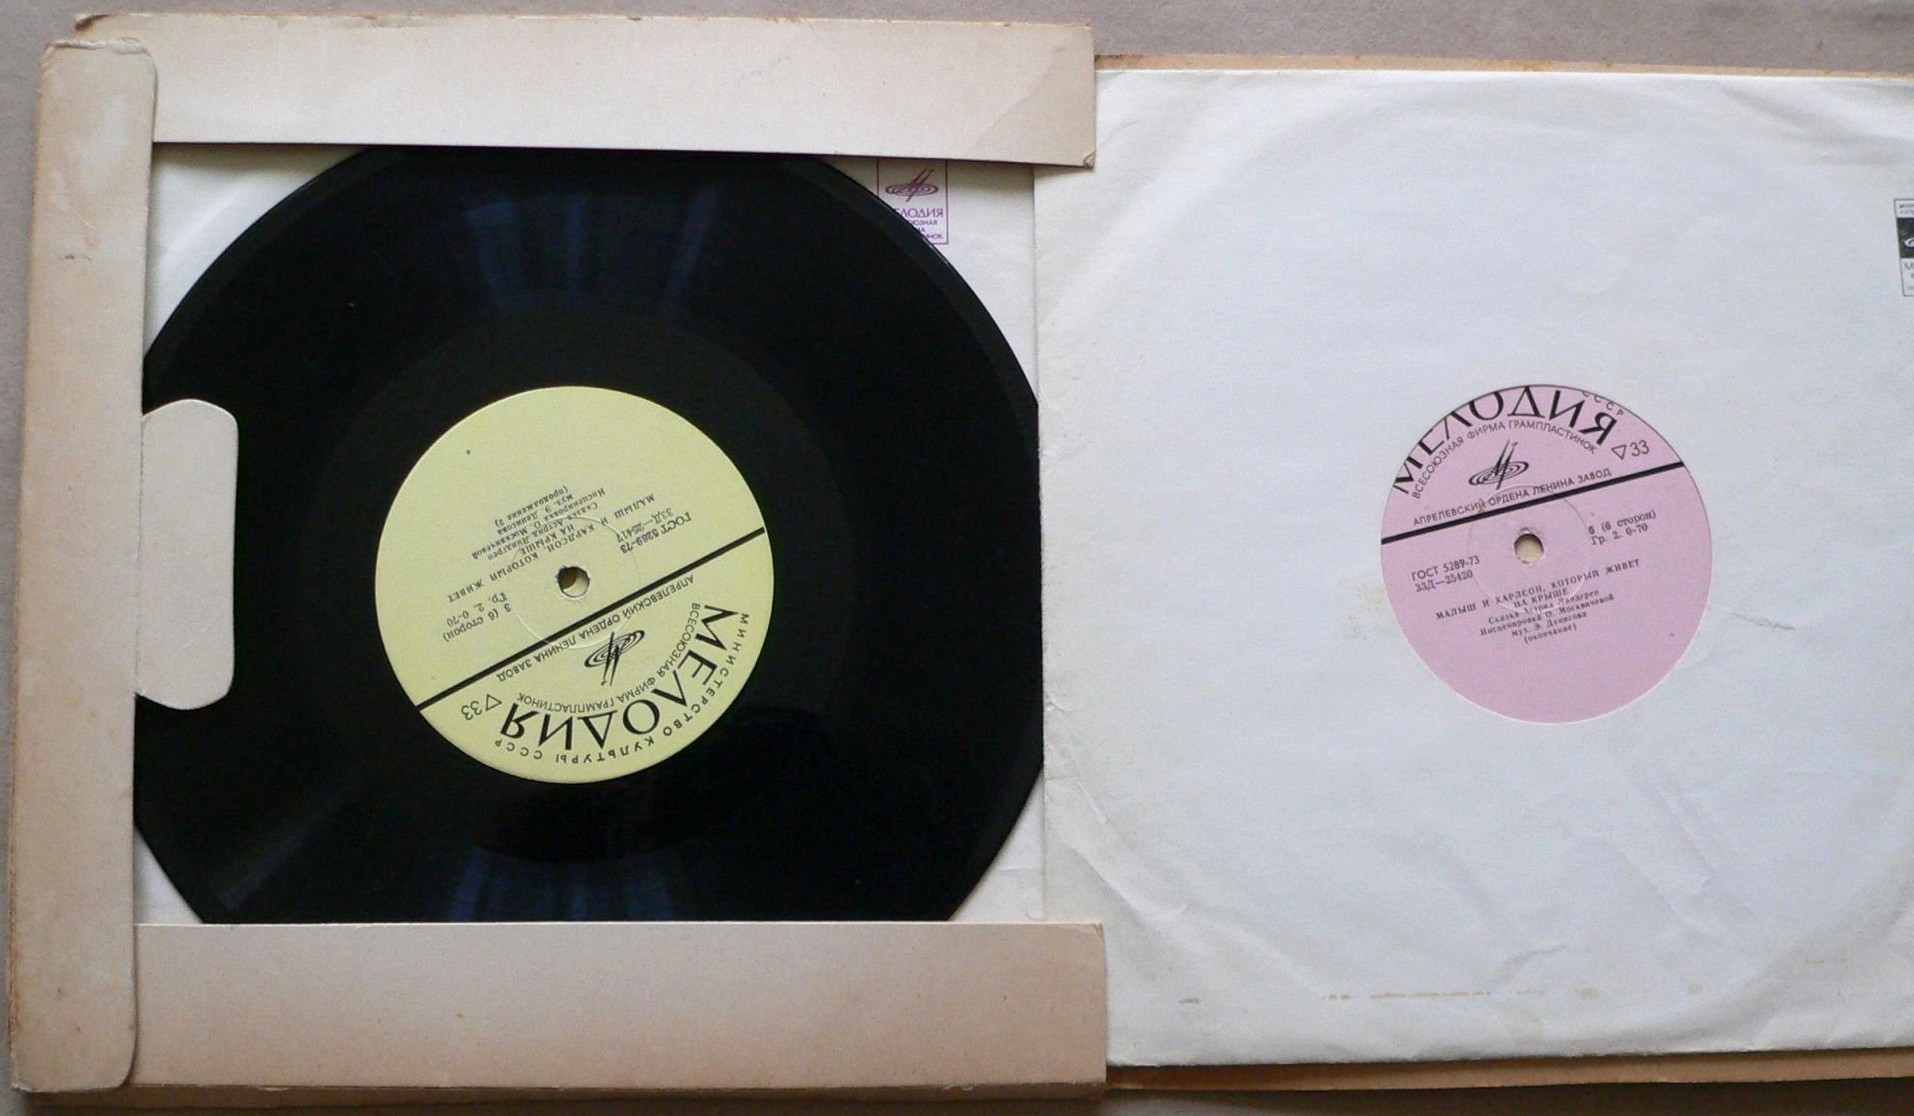 МИНИСТЕРСТВО КУЛЬТУРЫ СССР
МЕЛОДИЯ
ВСЕСОЮЗНАЯ ФИРМА ГРАМПЛАСТИНОК
▽33
АПРЕЛЕВСКИЙ ОРДЕНА ЛЕНИНА ЗАВОД
ГОСТ 5289-73
33Д—25417
3 (6 сторон)
Гр. 2. 0-70
МАЛЫШ И КАРЛСОН, КОТОРЫЙ ЖИВЕТ
НА КРЫШЕ
Сказка Астрид Линдгрен
Инсценировка О. Москвичевой
муз. Э. Денисова
(продолжение 2)
СССР
МЕЛОДИЯ
ВСЕСОЮЗНАЯ ФИРМА ГРАМПЛАСТИНОК
▽33
АПРЕЛЕВСКИЙ ОРДЕНА ЛЕНИНА ЗАВОД
ГОСТ 5289-73
33Д—25420
6 (6 сторон)
Гр. 2. 0-70
МАЛЫШ И КАРЛСОН, КОТОРЫЙ ЖИВЕТ
НА КРЫШЕ
Сказка Астрид Линдгрен
Инсценировка О. Москвичевой
муз. Э. Денисова
(окончание)